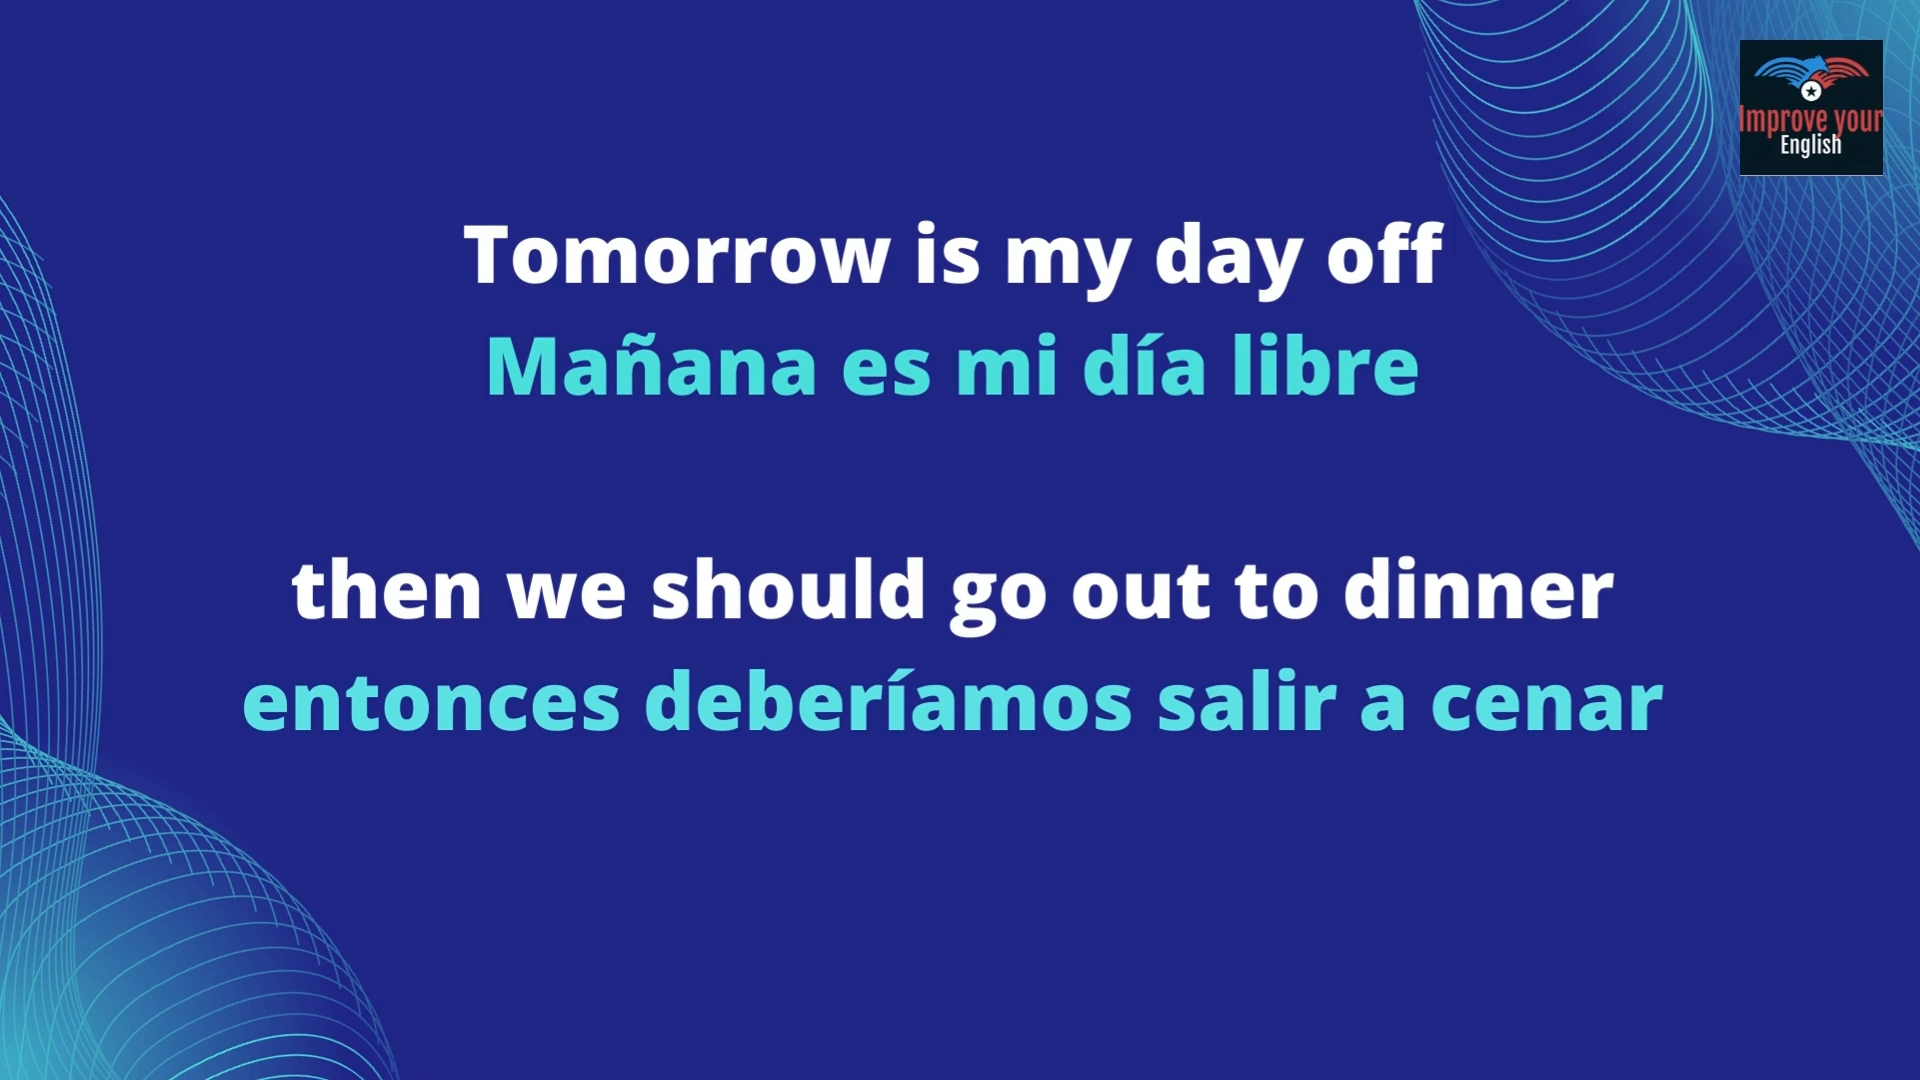 Improve your
English
Tomorrow is my day off
Mañana es mi día libre
then we should go out to dinner
entonces deberíamos salir a cenar